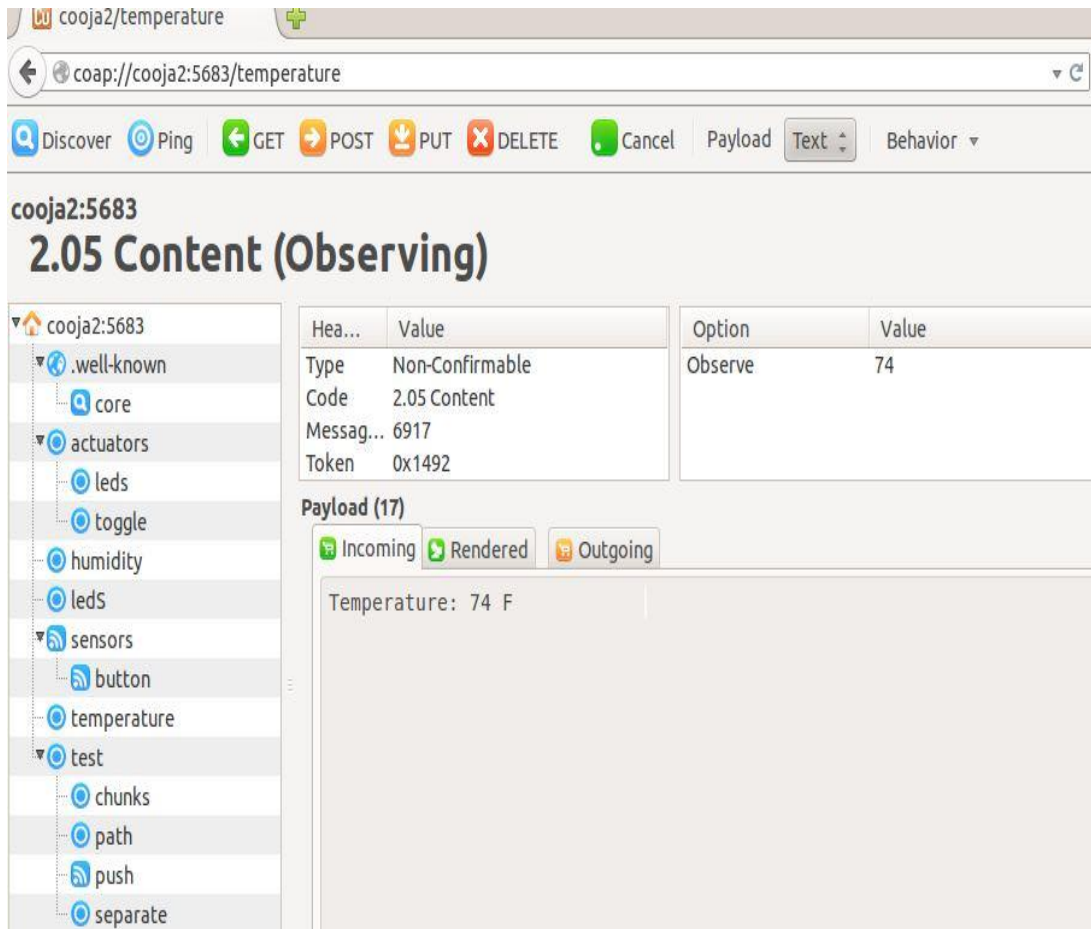 cooja2/temperature
coap://cooja2:5683/temperature
Discover Ping GET POST PUT DELETE Cancel Payload Text Behavior
cooja2:5683
2.05 Content (Observing)
cooja2:5683
.well-known
core
actuators
leds
toggle
humidity
ledS
sensors
button
temperature
test
chunks
path
push
separate
Hea... Value
Type Non-Confirmable
Code 2.05 Content
Messag... 6917
Token 0x1492
Option Value
Observe 74
Payload (17)
Incoming Rendered Outgoing
Temperature: 74 F